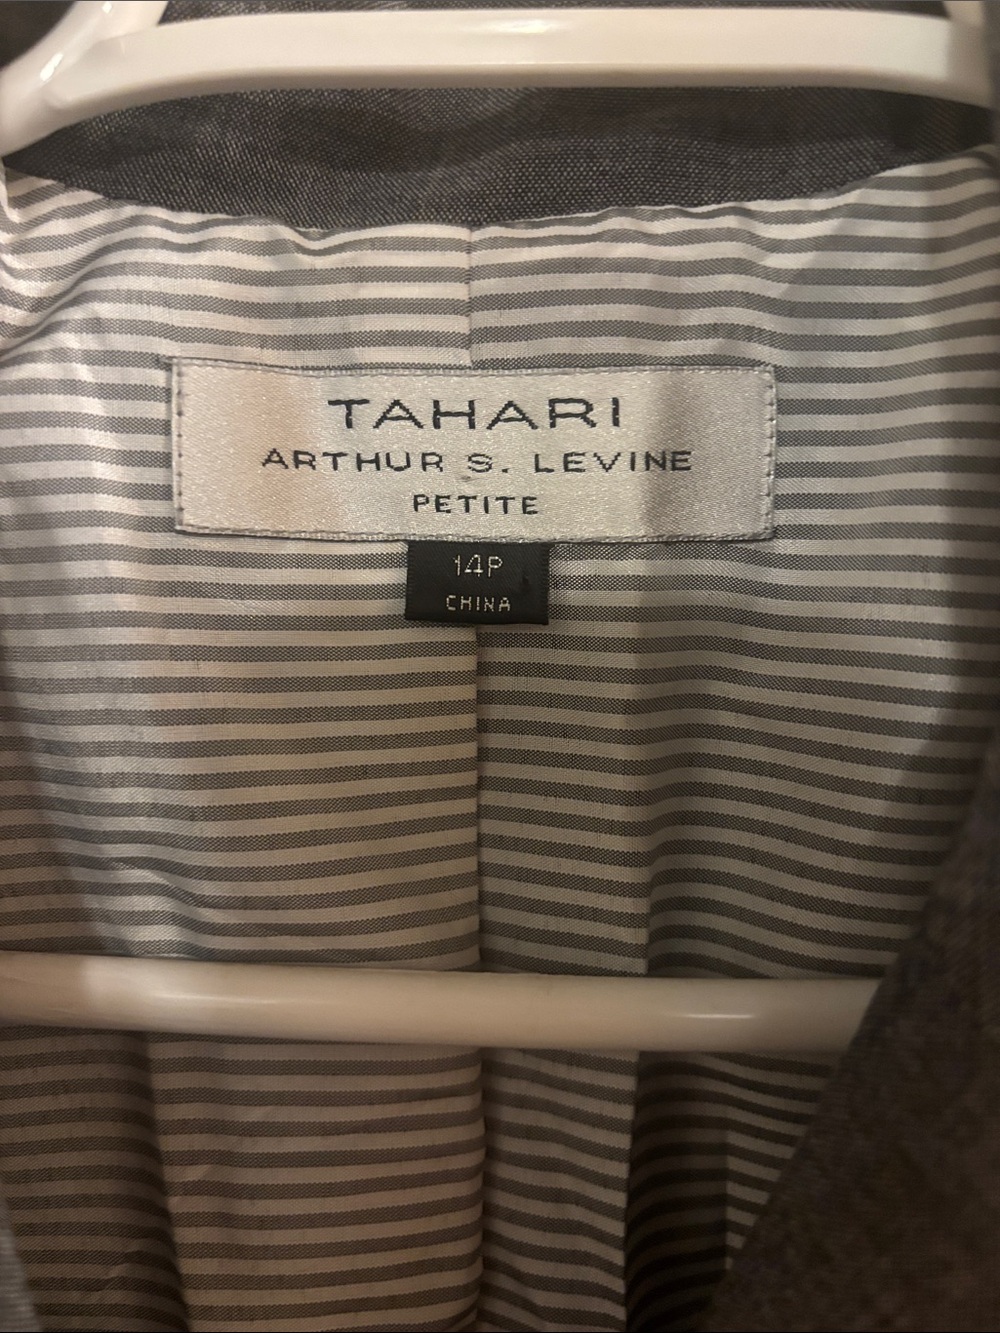 TAHARI
ARTHUR S. LEVINE
PETITE
14P
CHINA